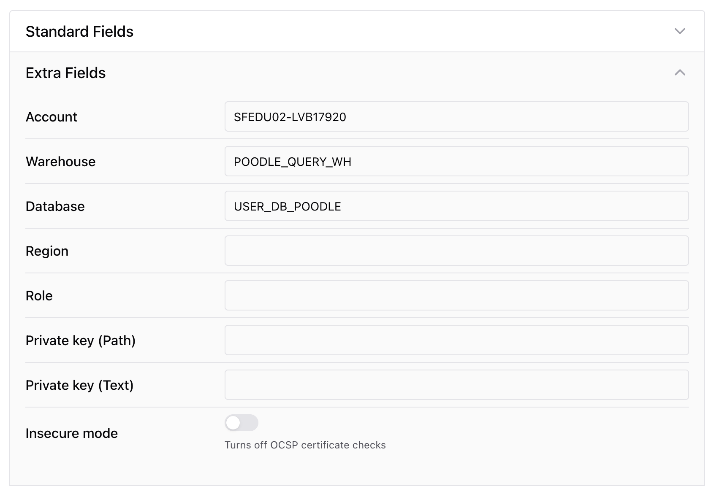 Standard Fields
Extra Fields
Account SFEDU02-LVB17920
Warehouse POODLE_QUERY_WH
Database USER_DB_POODLE
Region
Role
Private key (Path)
Private key (Text)
Insecure mode
Turns off OCSP certificate checks